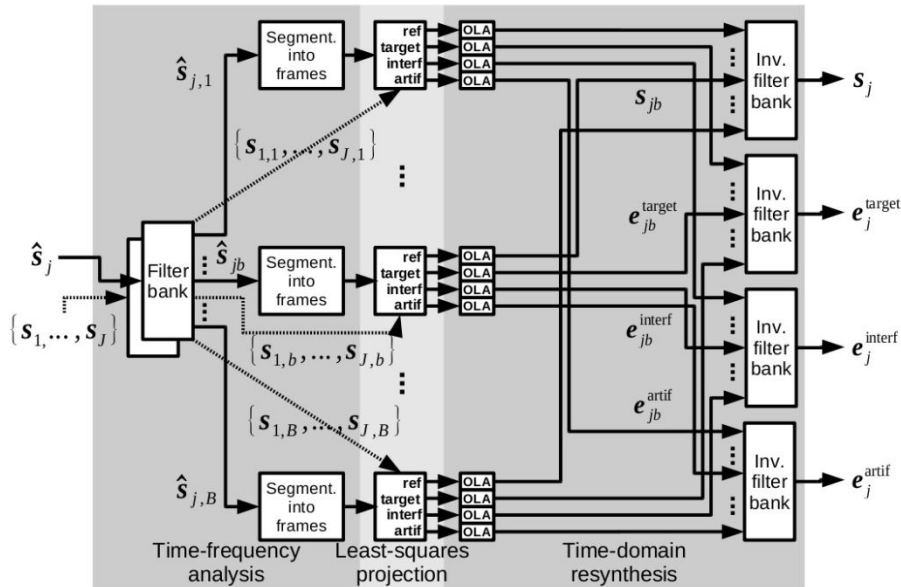 Segment.
into
frames
ref
target
interf
artif
OLA
OLA
OLA
OLA
Inv.
filter
bank
s_j
ŝ_{j,1}
s_{jb}
{s_{1,1}, ..., s_{J,1}}
...
e_{jb}^{target}
Inv.
filter
bank
e_j^{target}
ŝ_j
Filter
bank
ŝ_{jb}
Segment.
into
frames
ref
target
interf
artif
OLA
OLA
OLA
OLA
{s_{1,} ..., s_J}
{s_{1,b}, ..., s_{J,b}}
e_{jb}^{interf}
Inv.
filter
bank
e_j^{interf}
...
{s_{1,B}, ..., s_{J,B}}
e_{jb}^{artif}
ŝ_{j,B}
Segment.
into
frames
ref
target
interf
artif
OLA
OLA
OLA
OLA
Inv.
filter
bank
e_j^{artif}
Time-frequency
analysis
Least-squares
projection
Time-domain
resynthesis